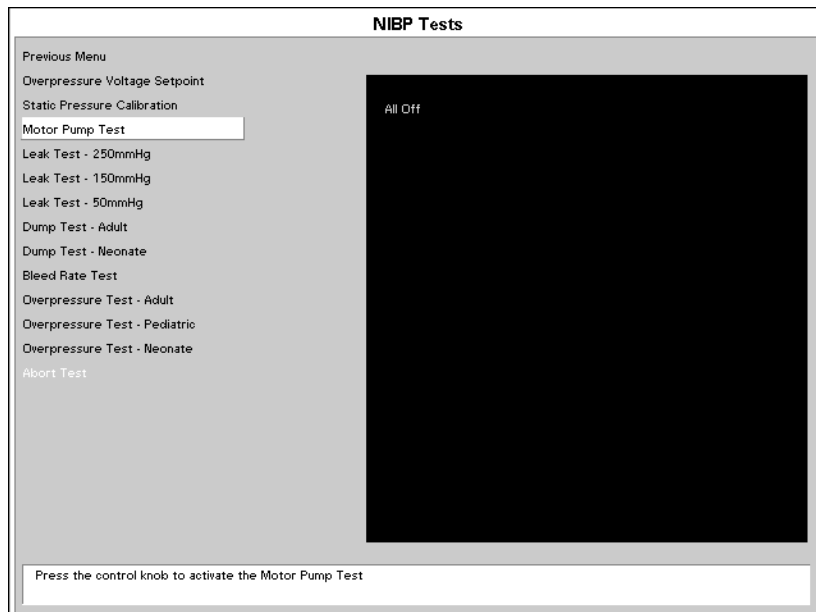 NIBP Tests
Previous Menu
Overpressure Voltage Setpoint
Static Pressure Calibration
Motor Pump Test
Leak Test - 250mmHg
Leak Test - 150mmHg
Leak Test - 50mmHg
Dump Test - Adult
Dump Test - Neonate
Bleed Rate Test
Overpressure Test - Adult
Overpressure Test - Pediatric
Overpressure Test - Neonate
Abort Test
All Off
Press the control knob to activate the Motor Pump Test